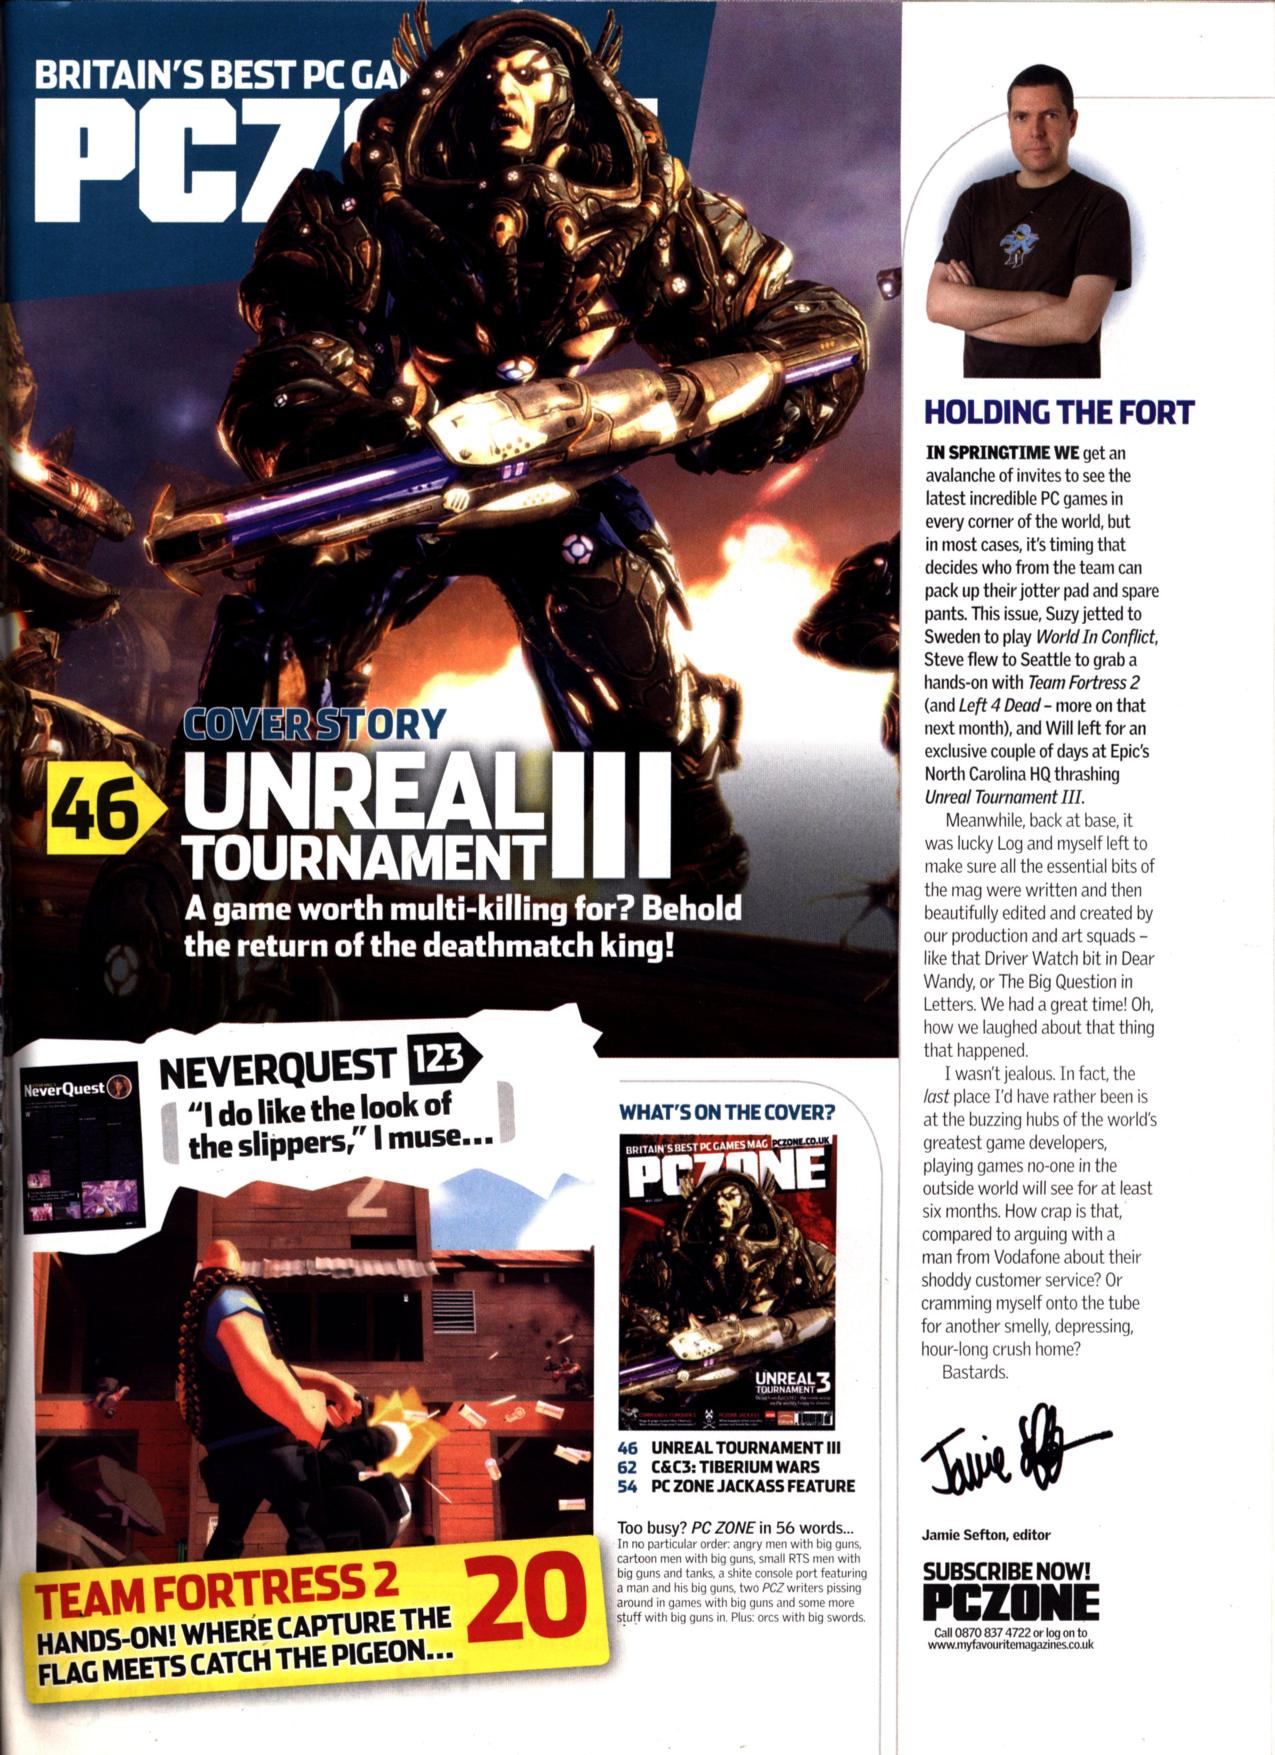 BRITAIN'S BEST PC GA
PCZ
COVER STORY
46
UNREAL
TOURNAMENT III
A game worth multi-killing for? Behold
the return of the deathmatch king!
NeverQuest
NEVERQUEST 123
"I do like the look of
the slippers," I muse...
2
TEAM FORTRESS 2
20
HANDS-ON! WHERE CAPTURE THE
FLAG MEETS CATCH THE PIGEON...
WHAT'S ON THE COVER?
BRITAIN'S BEST PC GAMES MAG PCZONE.CO.UK
PCZONE
UNREAL
TOURNAMENT 3
46 UNREAL TOURNAMENT III
62 C&C3: TIBERIUM WARS
54 PC ZONE JACKASS FEATURE
Too busy? PC ZONE in 56 words...
In no particular order: angry men with big guns,
cartoon men with big guns, small RTS men with
big guns and tanks, a shite console port featuring
a man and his big guns, two PCZ writers pissing
around in games with big guns and some more
stuff with big guns in. Plus: orcs with big swords.
HOLDING THE FORT
IN SPRINGTIME WE get an
avalanche of invites to see the
latest incredible PC games in
every corner of the world, but
in most cases, it's timing that
decides who from the team can
pack up their jotter pad and spare
pants. This issue, Suzy jetted to
Sweden to play World In Conflict,
Steve flew to Seattle to grab a
hands-on with Team Fortress 2
(and Left 4 Dead – more on that
next month), and Will left for an
exclusive couple of days at Epic's
North Carolina HQ thrashing
Unreal Tournament III.
Meanwhile, back at base, it
was lucky Log and myself left to
make sure all the essential bits of
the mag were written and then
beautifully edited and created by
our production and art squads –
like that Driver Watch bit in Dear
Wandy, or The Big Question in
Letters. We had a great time! Oh,
how we laughed about that thing
that happened.
I wasn't jealous. In fact, the
last place I'd have rather been is
at the buzzing hubs of the world's
greatest game developers,
playing games no-one in the
outside world will see for at least
six months. How crap is that,
compared to arguing with a
man from Vodafone about their
shoddy customer service? Or
cramming myself onto the tube
for another smelly, depressing,
hour-long crush home?
Bastards.
Jamie
Jamie Sefton, editor
SUBSCRIBE NOW!
PCZONE
Call 0870 837 4722 or log on to
www.myfavouritemagazines.co.uk